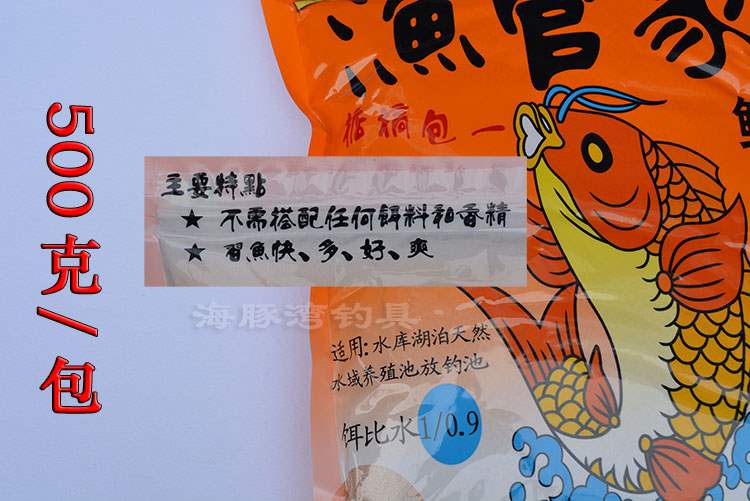 渔管家
500克/包
桔桐包一
主要特點
★ 不需搭配任何餌料和香精
★ 習魚快、多、好、爽
海豚湾钓具
适用:水库湖泊天然
水域养殖池放钓池
饵比水1/0.9